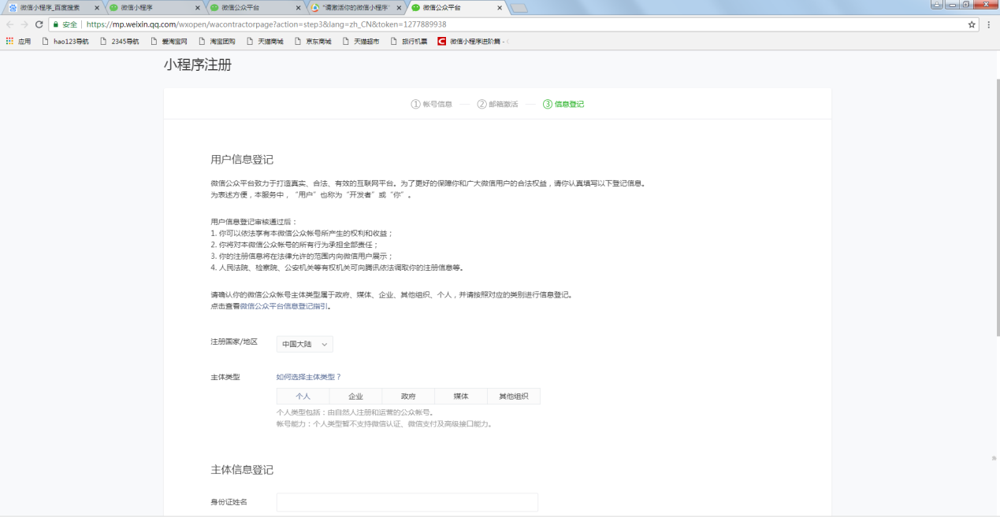 微信小程序_百度搜索
微信小程序
微信公众平台
"请激活你的微信小程序"
微信公众平台
安全 https://mp.weixin.qq.com/wxopen/wacontractorpage?action=step3&lang=zh_CN&token=1277889938
应用 hao123导航 2345导航 爱淘宝网 淘宝团购 天猫商城 京东商城 天猫超市 旅行机票 微信小程序进阶篇 -
小程序注册
① 帐号信息 — ② 邮箱激活 — ③ 信息登记
用户信息登记
微信公众平台致力于打造真实、合法、有效的互联网平台。为了更好的保障你和广大微信用户的合法权益，请你认真填写以下登记信息。
为表述方便，本服务中，“用户”也称为“开发者”或“你”。
用户信息登记审核通过后：
1. 你可以依法享有本微信公众帐号所产生的权利和收益；
2. 你将对本微信公众帐号的所有行为承担全部责任；
3. 你的注册信息将在法律允许的范围内向微信用户展示；
4. 人民法院、检察院、公安机关等有权机关可向腾讯依法调取你的注册信息等。
请确认你的微信公众帐号主体类型属于政府、媒体、企业、其他组织、个人，并请按照对应的类别进行信息登记。
点击查看微信公众平台信息登记指引。
注册国家/地区 中国大陆
主体类型 如何选择主体类型？
个人 企业 政府 媒体 其他组织
个人类型包括：由自然人注册和运营的公众帐号。
帐号能力：个人类型暂不支持微信认证、微信支付及高级接口能力。
主体信息登记
身份证姓名